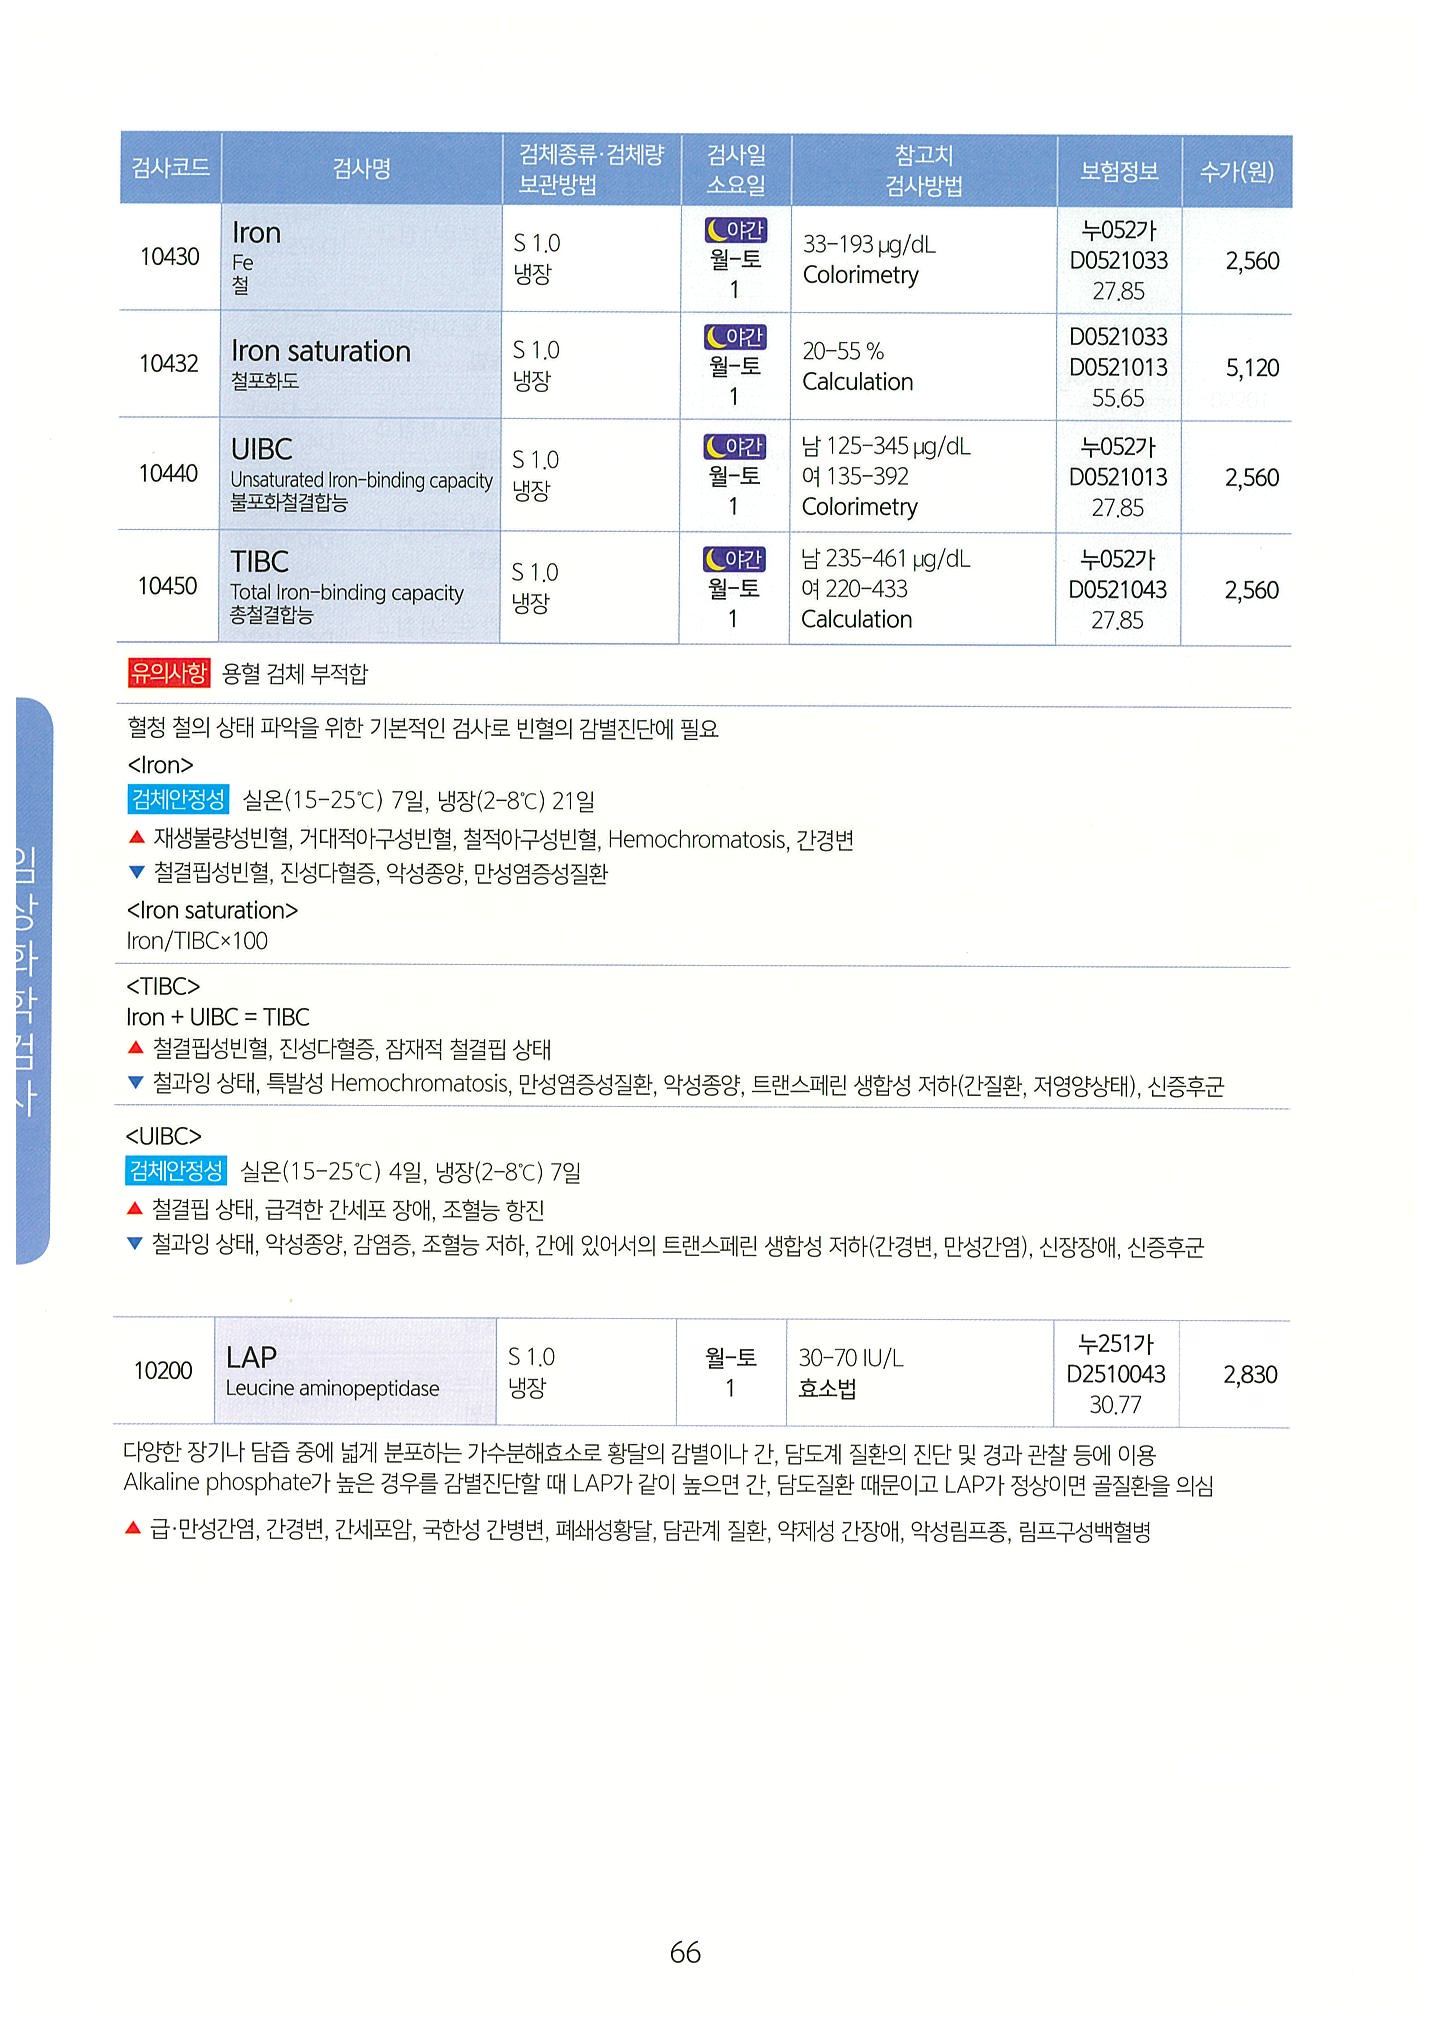 검사코드 검사명 검체종류·검체량 보관방법 검사일 소요일 참고치 검사방법 보험정보 수가(원)
10430 Iron Fe 철 S 1.0 냉장 야간 월-토 1 33-193 µg/dL Colorimetry 누052가 D0521033 27.85 2,560
10432 Iron saturation 철포화도 S 1.0 냉장 야간 월-토 1 20-55 % Calculation D0521033 D0521013 55.65 5,120
10440 UIBC Unsaturated Iron-binding capacity 불포화철결합능 S 1.0 냉장 야간 월-토 1 남 125-345 µg/dL 여 135-392 Colorimetry 누052가 D0521013 27.85 2,560
10450 TIBC Total Iron-binding capacity 총철결합능 S 1.0 냉장 야간 월-토 1 남 235-461 µg/dL 여 220-433 Calculation 누052가 D0521043 27.85 2,560
유의사항 용혈 검체 부적합
혈청 철의 상태 파악을 위한 기본적인 검사로 빈혈의 감별진단에 필요
<Iron>
검체안정성 실온(15-25℃) 7일, 냉장(2-8℃) 21일
▲ 재생불량성빈혈, 거대적아구성빈혈, 철적아구성빈혈, Hemochromatosis, 간경변
▼ 철결핍성빈혈, 진성다혈증, 악성종양, 만성염증성질환
<Iron saturation>
Iron/TIBC×100
<TIBC>
Iron + UIBC = TIBC
▲ 철결핍성빈혈, 진성다혈증, 잠재적 철결핍 상태
▼ 철과잉 상태, 특발성 Hemochromatosis, 만성염증성질환, 악성종양, 트랜스페린 생합성 저하(간질환, 저영양상태), 신증후군
<UIBC>
검체안정성 실온(15-25℃) 4일, 냉장(2-8℃) 7일
▲ 철결핍 상태, 급격한 간세포 장애, 조혈능 항진
▼ 철과잉 상태, 악성종양, 감염증, 조혈능 저하, 간에 있어서의 트랜스페린 생합성 저하(간경변, 만성간염), 신장장애, 신증후군
10200 LAP Leucine aminopeptidase S 1.0 냉장 월-토 1 30-70 IU/L 효소법 누251가 D2510043 30.77 2,830
다양한 장기나 담즙 중에 넓게 분포하는 가수분해효소로 황달의 감별이나 간, 담도계 질환의 진단 및 경과 관찰 등에 이용
Alkaline phosphate가 높은 경우를 감별진단할 때 LAP가 같이 높으면 간, 담도질환 때문이고 LAP가 정상이면 골질환을 의심
▲ 급·만성간염, 간경변, 간세포암, 국한성 간병변, 폐쇄성황달, 담관계 질환, 약제성 간장애, 악성림프종, 림프구성백혈병
임상화학검사
66